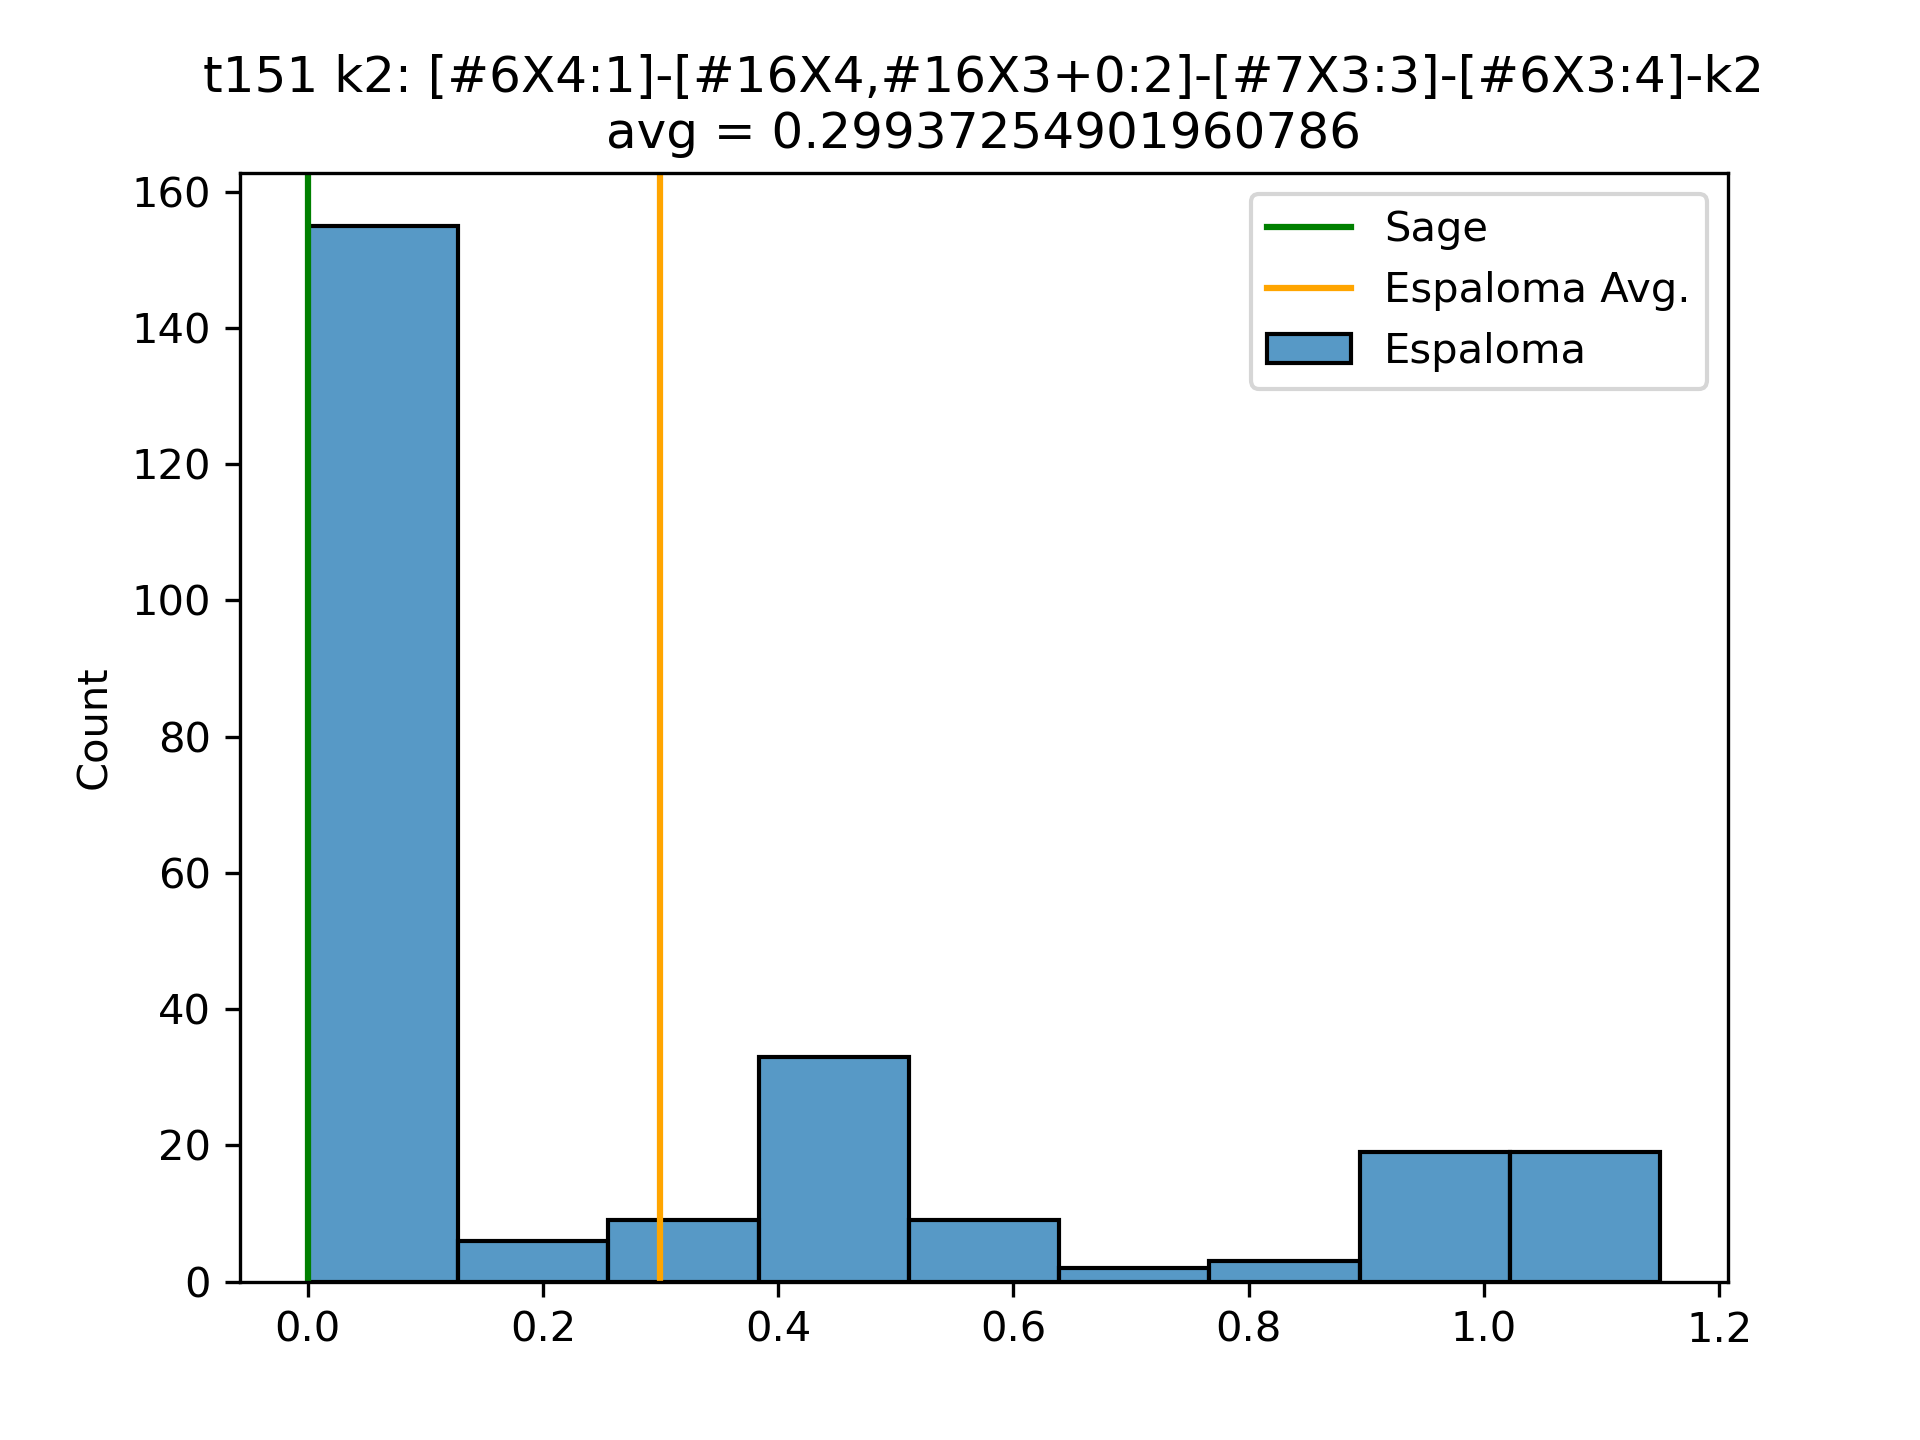 t151 k2: [#6X4:1]-[#16X4,#16X3+0:2]-[#7X3:3]-[#6X3:4]-k2
avg = 0.29937254901960786
Sage
Espaloma Avg.
Espaloma
Count
160
140
120
100
80
60
40
20
0
0.0 0.2 0.4 0.6 0.8 1.0 1.2